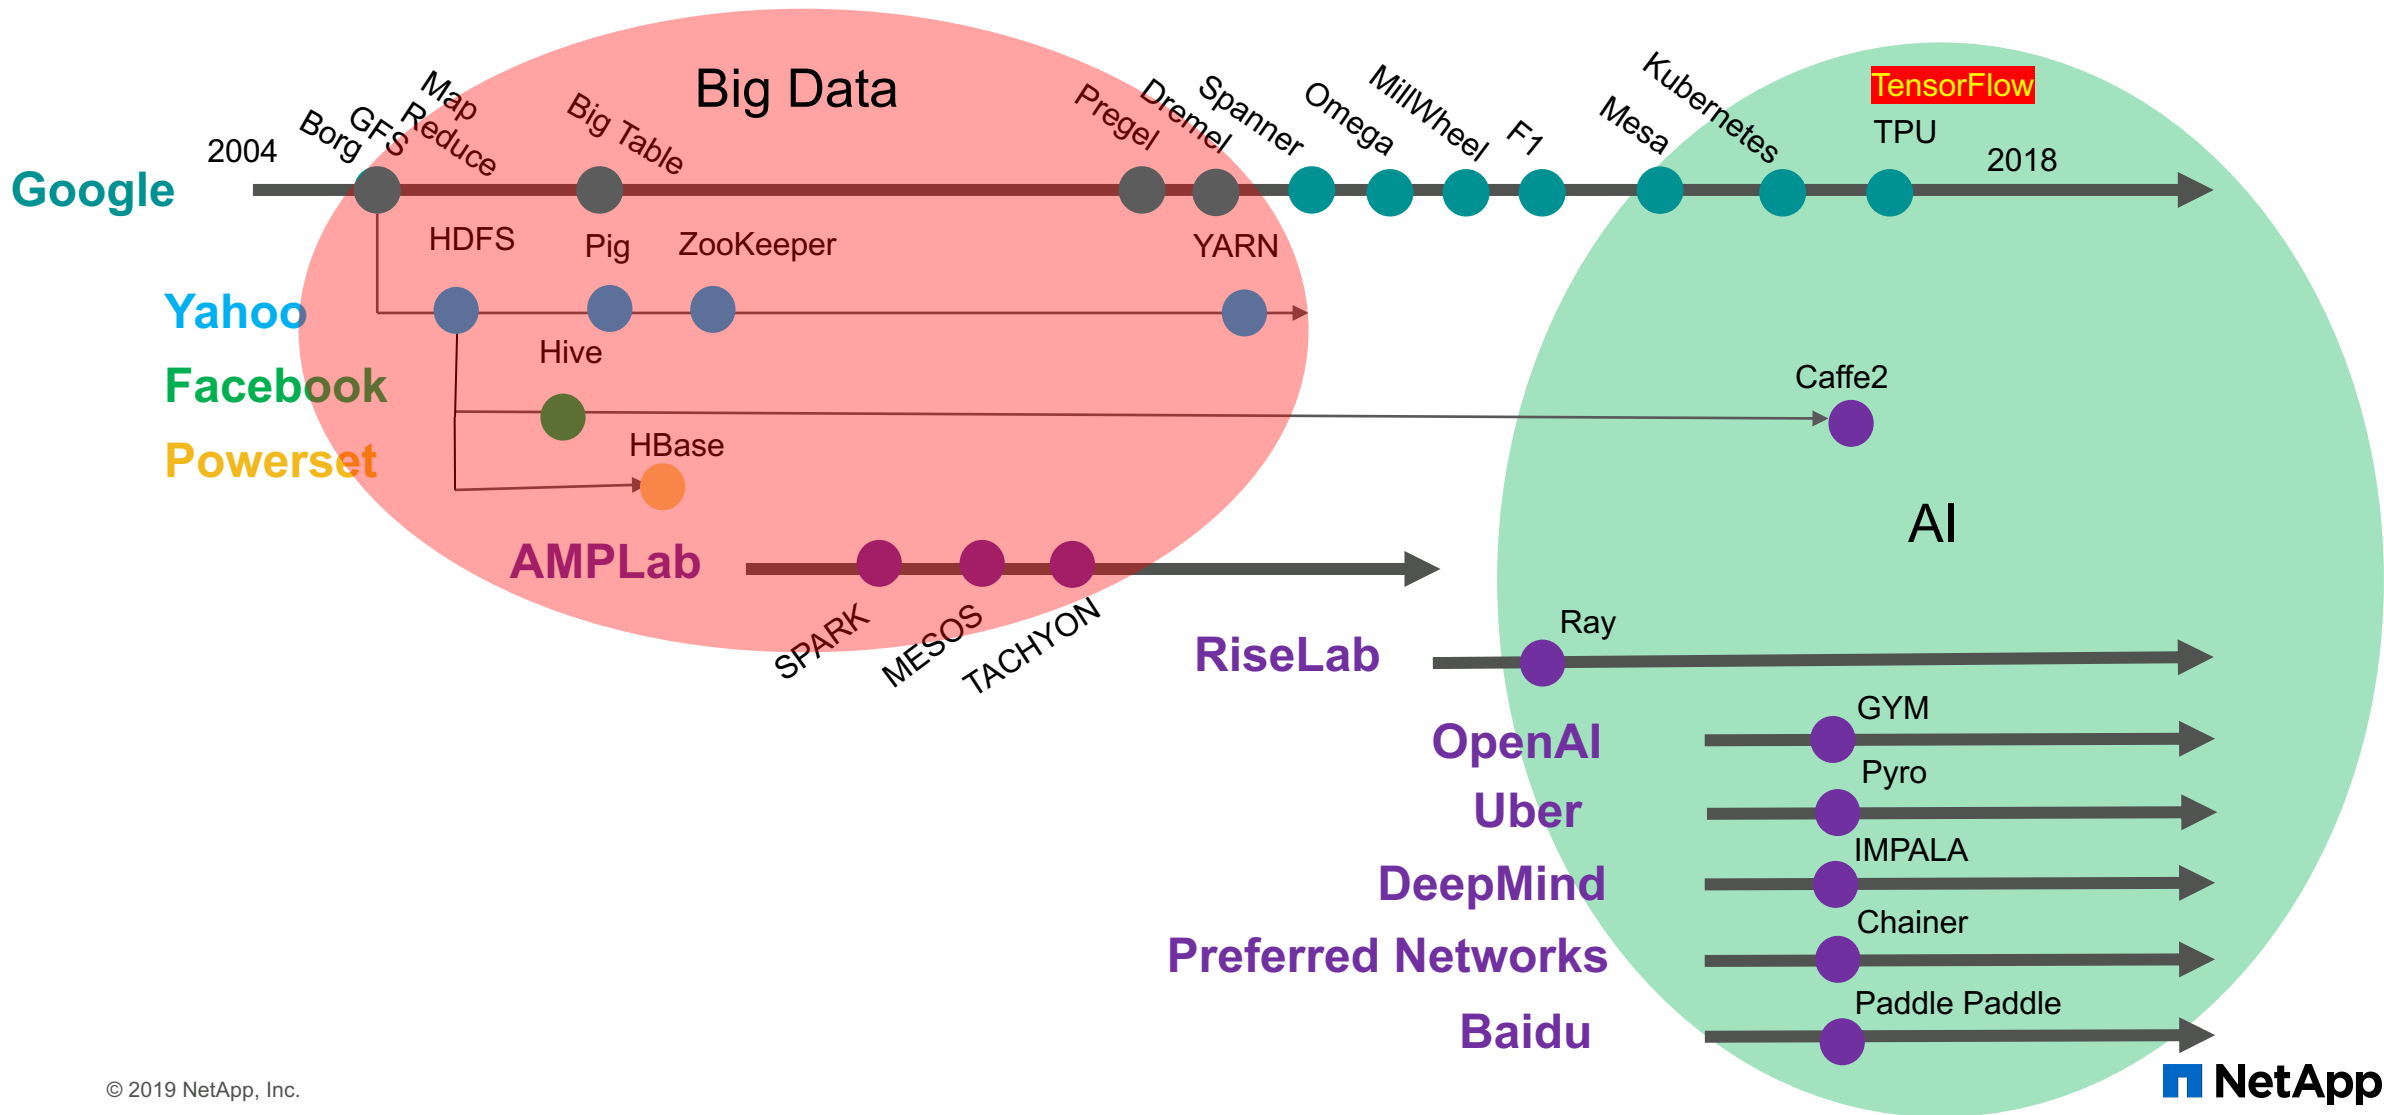 Big Data
2004
Borg
GFS
Map
Reduce
Big Table
Pregel
Dremel
Spanner
Omega
MillWheel
F1
Mesa
Kubernetes
TensorFlow
TPU
2018
Google
HDFS
Pig
ZooKeeper
YARN
Yahoo
Hive
Facebook
Caffe2
HBase
Powerset
AI
AMPLab
SPARK
MESOS
TACHYON
Ray
RiseLab
GYM
OpenAI
Pyro
Uber
IMPALA
DeepMind
Chainer
Preferred Networks
Paddle Paddle
Baidu
© 2019 NetApp, Inc.
NetApp